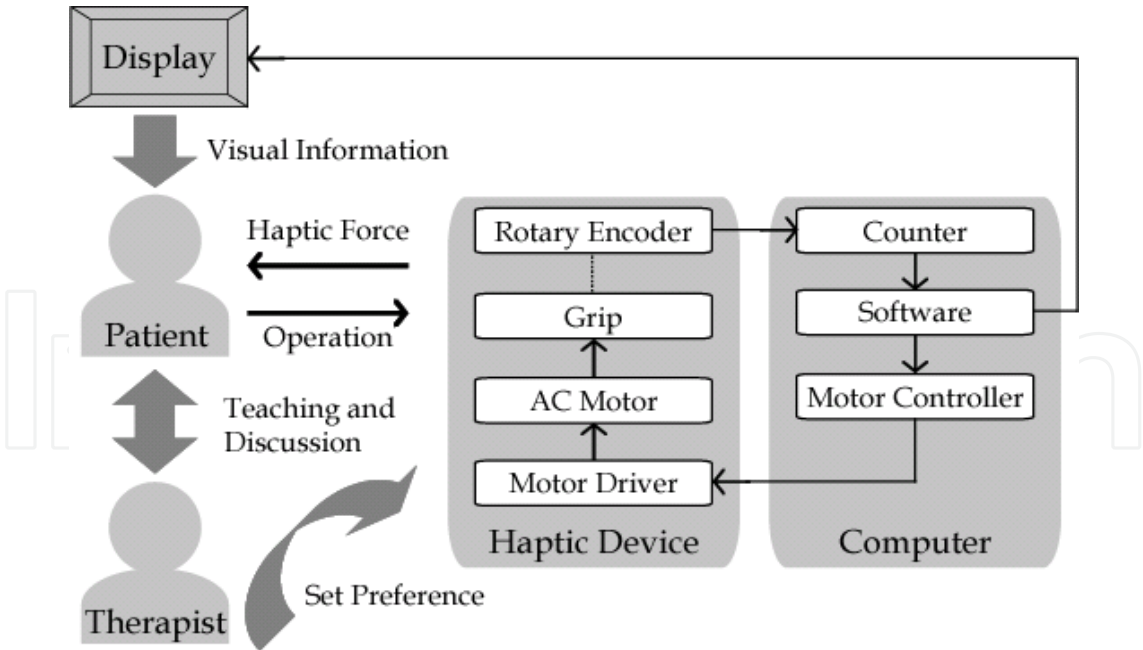 Display
Visual Information
Haptic Force
Operation
Patient
Teaching and
Discussion
Therapist
Set Preference
Rotary Encoder
Grip
AC Motor
Motor Driver
Haptic Device
Counter
Software
Motor Controller
Computer